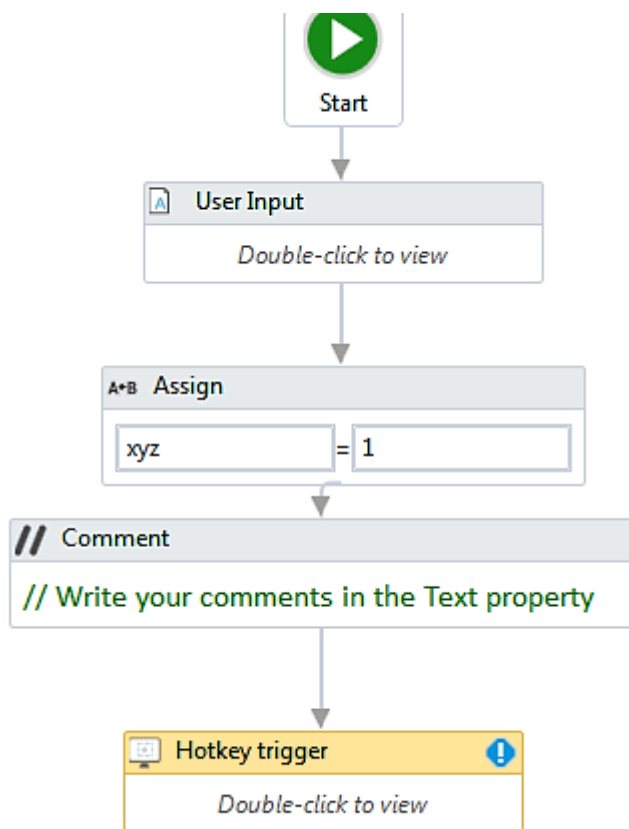 Start
User Input
Double-click to view
A+B Assign
xyz = 1
// Comment
// Write your comments in the Text property
Hotkey trigger
Double-click to view